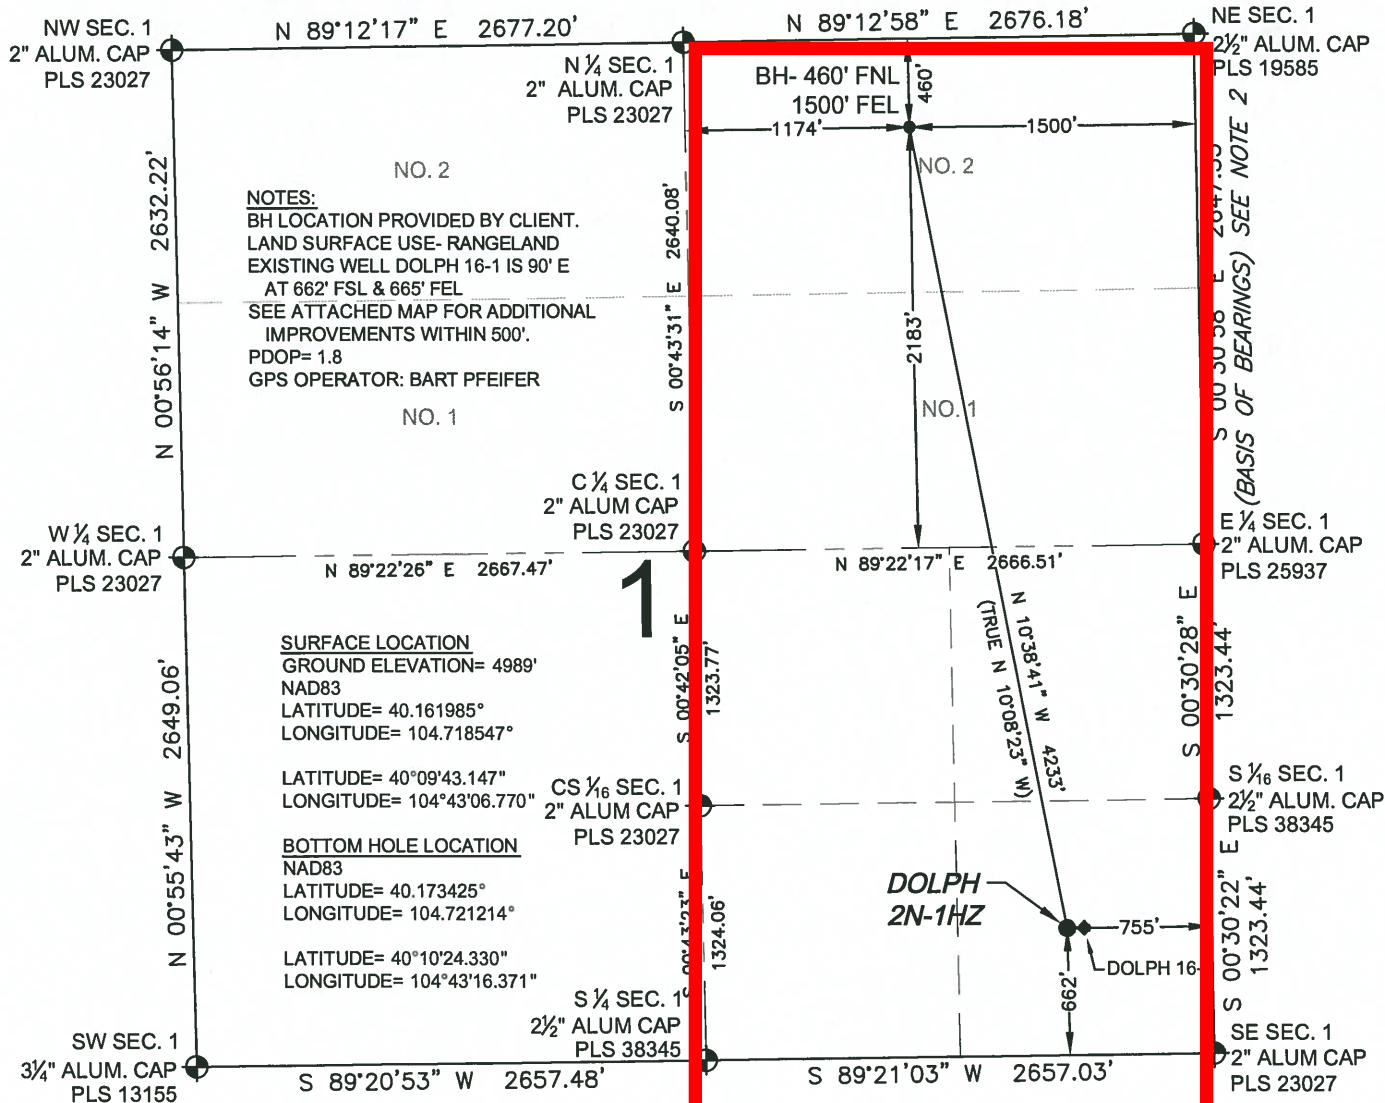 NW SEC. 1
2" ALUM. CAP
PLS 23027
N 89°12'17" E 2677.20'
N 89°12'58" E 2676.18'
NE SEC. 1
2½" ALUM. CAP
PLS 19585
N ¼ SEC. 1
2" ALUM. CAP
PLS 23027
BH- 460' FNL
1500' FEL
460'
1174'
1500'
NO. 2
NO. 2
N 00°56'14" W 2632.22'
NOTES:
BH LOCATION PROVIDED BY CLIENT.
LAND SURFACE USE- RANGELAND
EXISTING WELL DOLPH 16-1 IS 90' E
AT 662' FSL & 665' FEL
SEE ATTACHED MAP FOR ADDITIONAL
IMPROVEMENTS WITHIN 500'.
PDOP= 1.8
GPS OPERATOR: BART PFEIFER
S 00°43'31" E 2640.08'
2183'
(BASIS OF BEARINGS) SEE NOTE 2
NO. 1
NO. 1
C ¼ SEC. 1
2" ALUM CAP
PLS 23027
W ¼ SEC. 1
2" ALUM. CAP
PLS 23027
E ¼ SEC. 1
2" ALUM. CAP
PLS 25937
N 89°22'26" E 2667.47'
N 89°22'17" E 2666.51'
1
SURFACE LOCATION
GROUND ELEVATION= 4989'
NAD83
LATITUDE= 40.161985°
LONGITUDE= 104.718547°
LATITUDE= 40°09'43.147"
LONGITUDE= 104°43'06.770"
BOTTOM HOLE LOCATION
NAD83
LATITUDE= 40.173425°
LONGITUDE= 104.721214°
LATITUDE= 40°10'24.330"
LONGITUDE= 104°43'16.371"
N 00°55'43" W 2649.06'
S 00°42'05" E
1323.77'
N 10°38'41" W 4233'
(TRUE N 10°08'23" W)
S 00°30'28" E
1323.44'
CS 1/16 SEC. 1
2" ALUM CAP
PLS 23027
S 1/16 SEC. 1
2½" ALUM. CAP
PLS 38345
1324.06'
DOLPH
2N-1HZ
755'
DOLPH 16-
662'
S 00°30'22" E
1323.44'
S ¼ SEC. 1
2½" ALUM CAP
PLS 38345
SW SEC. 1
3¼" ALUM. CAP
PLS 13155
S 89°20'53" W 2657.48'
S 89°21'03" W 2657.03'
SE SEC. 1
2" ALUM CAP
PLS 23027